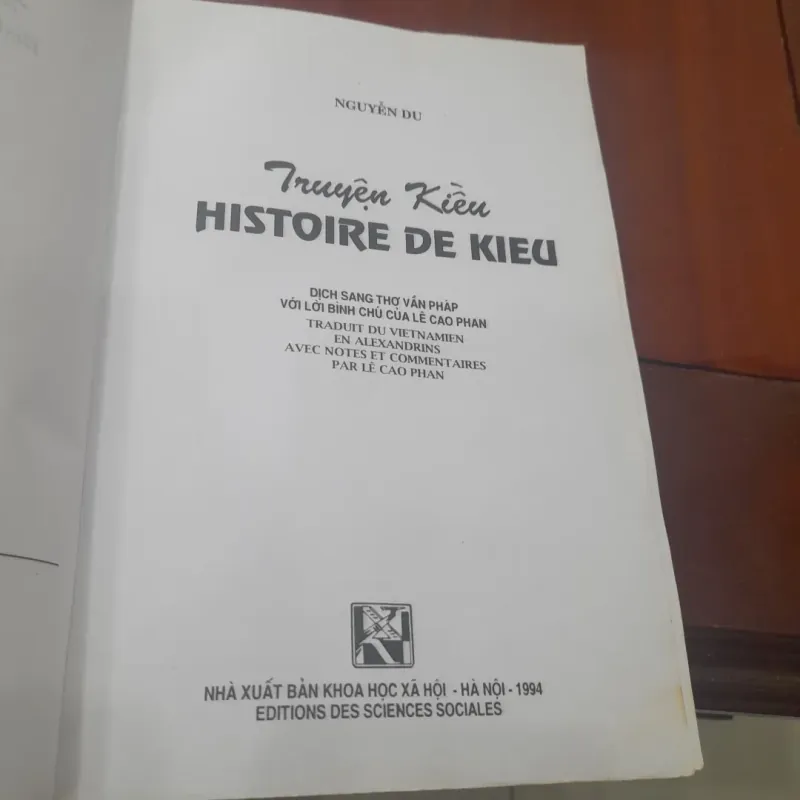 NGUYỄN DU
Truyện Kiều
HISTOIRE DE KIEU
DỊCH SANG THƠ VẦN PHÁP
VỚI LỜI BÌNH CHÚ CỦA LÊ CAO PHAN
TRADUIT DU VIETNAMIEN
EN ALEXANDRINS
AVEC NOTES ET COMMENTAIRES
PAR LÊ CAO PHAN
NHÀ XUẤT BẢN KHOA HỌC XÃ HỘI - HÀ NỘI - 1994
EDITIONS DES SCIENCES SOCIALES